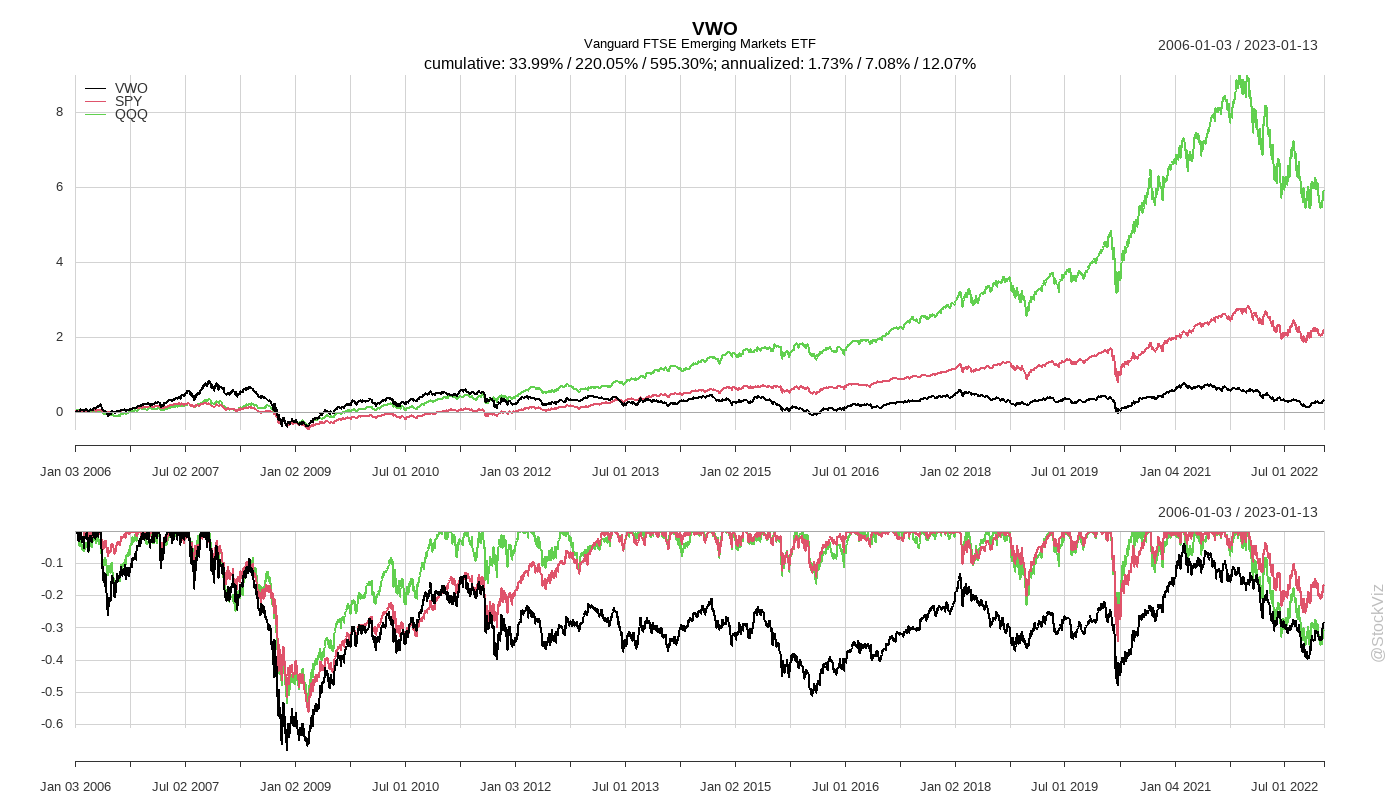 VWO
Vanguard FTSE Emerging Markets ETF
2006-01-03 / 2023-01-13
cumulative: 33.99% / 220.05% / 595.30%; annualized: 1.73% / 7.08% / 12.07%
VWO
SPY
QQQ
8
6
4
2
0
Jan 03 2006 Jul 02 2007 Jan 02 2009 Jul 01 2010 Jan 03 2012 Jul 01 2013 Jan 02 2015 Jul 01 2016 Jan 02 2018 Jul 01 2019 Jan 04 2021 Jul 01 2022
2006-01-03 / 2023-01-13
-0.1
-0.2
-0.3
-0.4
-0.5
-0.6
Jan 03 2006 Jul 02 2007 Jan 02 2009 Jul 01 2010 Jan 03 2012 Jul 01 2013 Jan 02 2015 Jul 01 2016 Jan 02 2018 Jul 01 2019 Jan 04 2021 Jul 01 2022
@StockViz